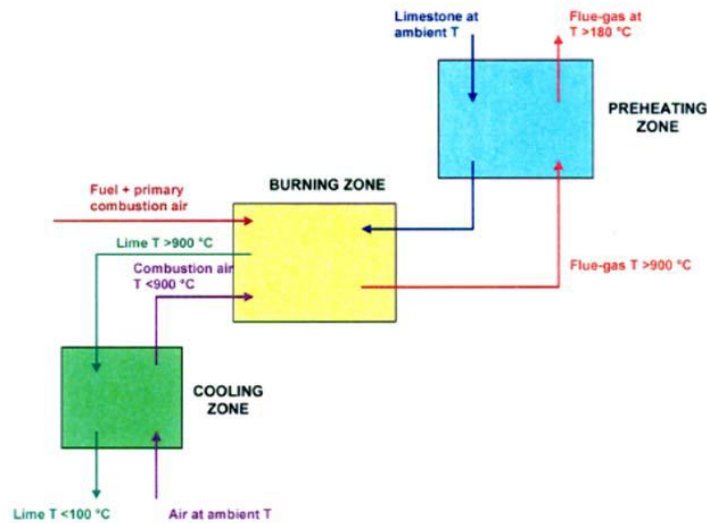 Limestone at
ambient T
Flue-gas at
T >180 °C
PREHEATING
ZONE
BURNING ZONE
Fuel + primary
combustion air
Lime T >900 °C
Combustion air
T <900 °C
Flue-gas T >900 °C
COOLING
ZONE
Lime T <100 °C
Air at ambient T